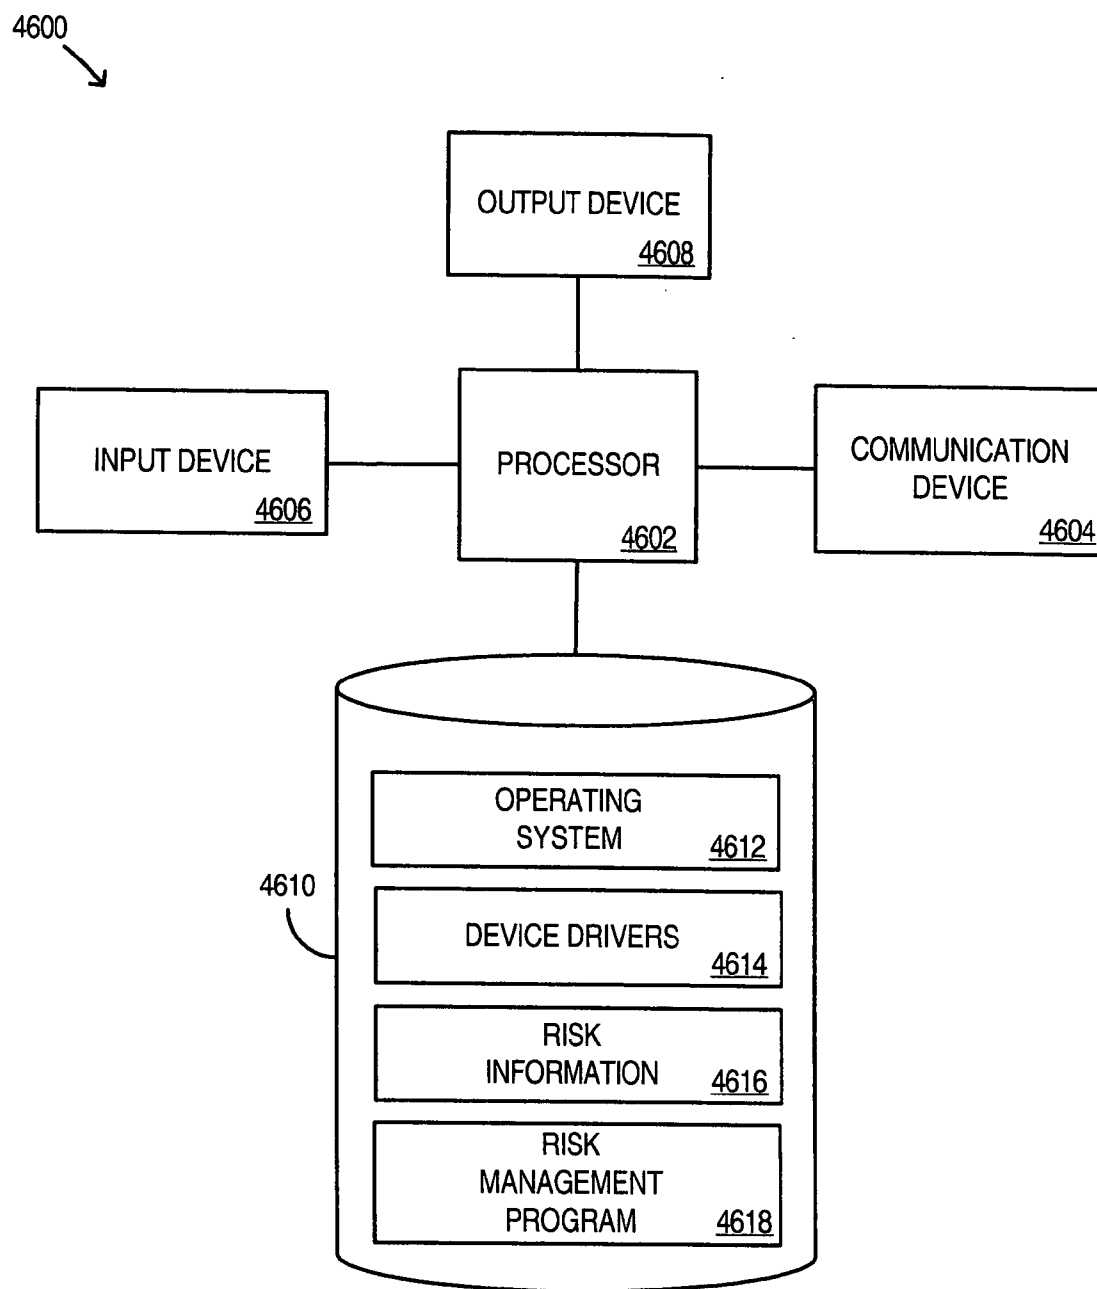 4600
OUTPUT DEVICE
4608
INPUT DEVICE
4606
PROCESSOR
4602
COMMUNICATION
DEVICE
4604
4610
OPERATING
SYSTEM
4612
DEVICE DRIVERS
4614
RISK
INFORMATION
4616
RISK
MANAGEMENT
PROGRAM
4618